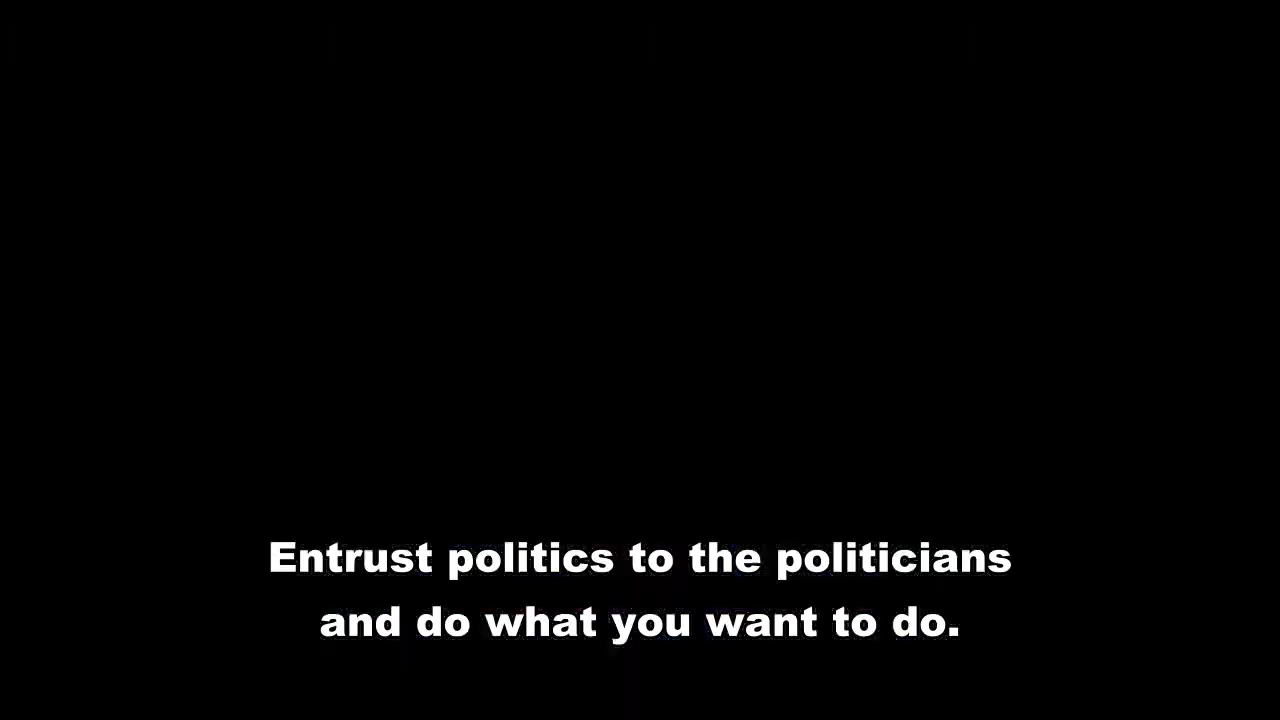 Entrust politics to the politicians
and do what you want to do.